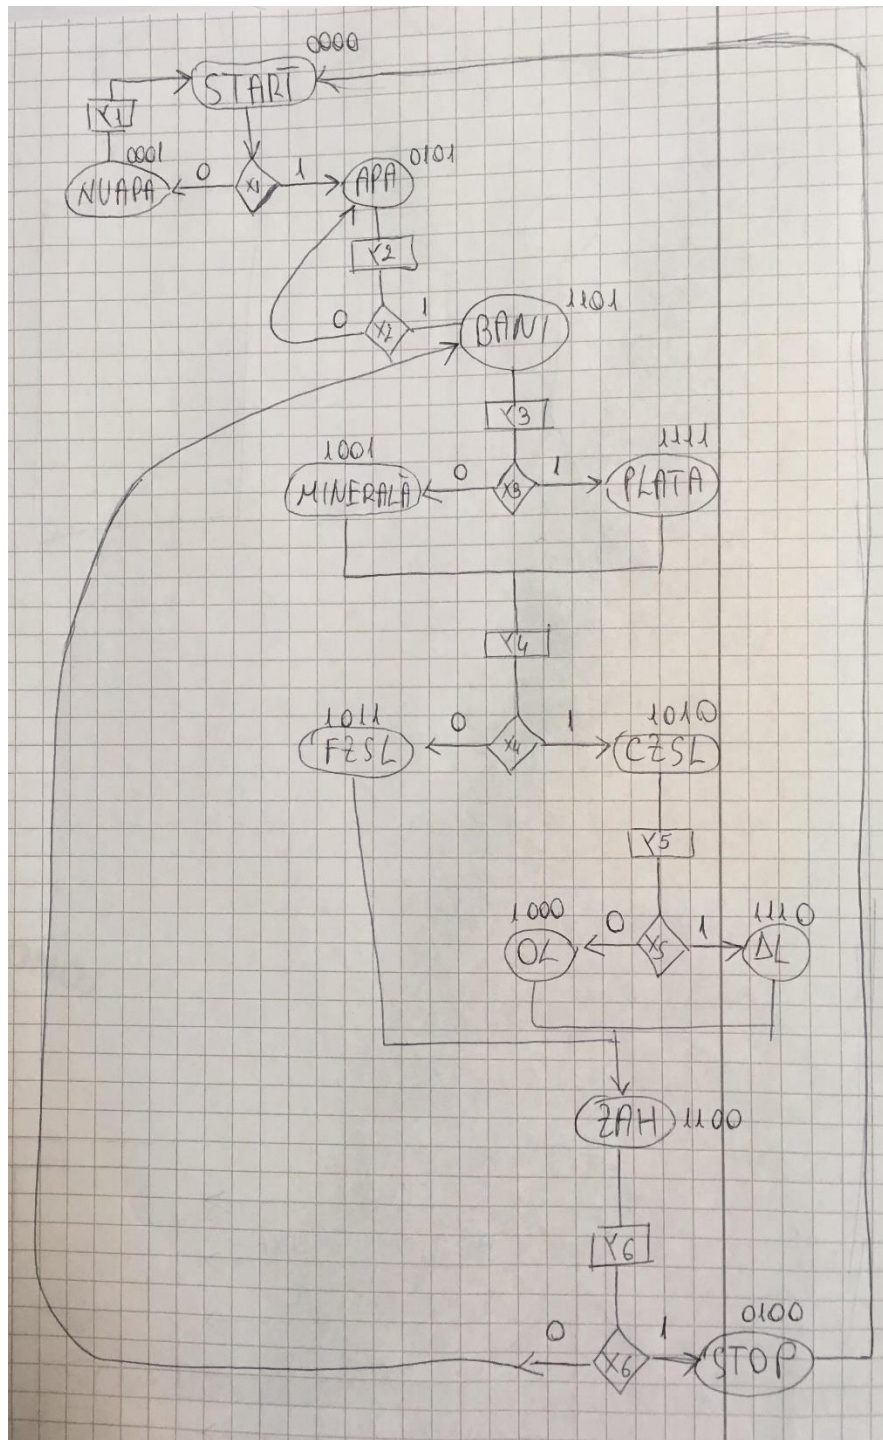 0000
START
Y1
0001
NUAPA
0
X1
1
APA
0101
Y2
0
X2
1
BANI
1101
Y3
1001
MINERALĂ
0
X3
1
1111
PLATA
Y4
1011
FZSL
0
X4
1
1010
CZSL
Y5
1000
OL
0
X5
1
1110
ΔL
ZAH
1100
Y6
0
X6
1
0100
STOP